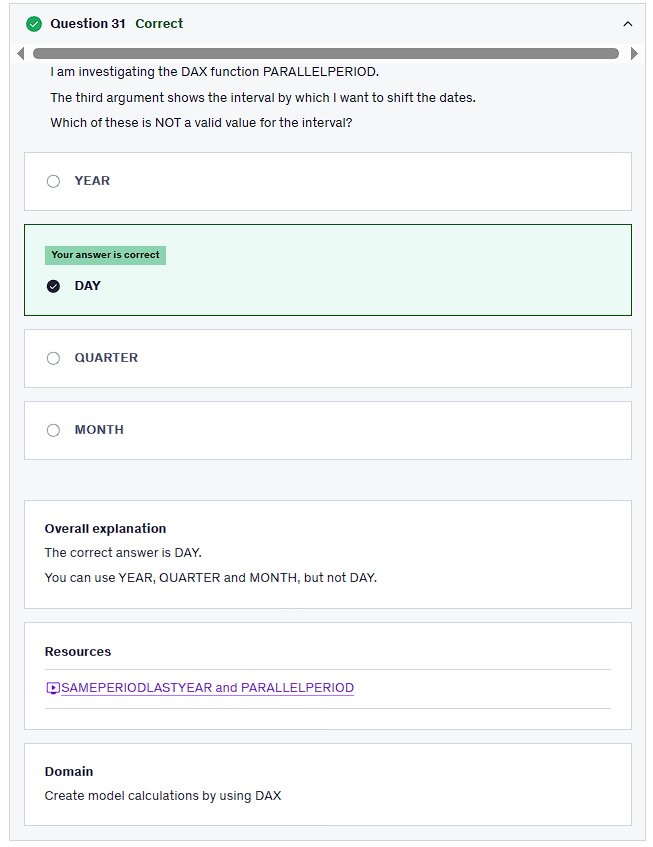 Question 31 Correct
I am investigating the DAX function PARALLELPERIOD.
The third argument shows the interval by which I want to shift the dates.
Which of these is NOT a valid value for the interval?
YEAR
Your answer is correct
DAY
QUARTER
MONTH
Overall explanation
The correct answer is DAY.
You can use YEAR, QUARTER and MONTH, but not DAY.
Resources
SAMEPERIODLASTYEAR and PARALLELPERIOD
Domain
Create model calculations by using DAX